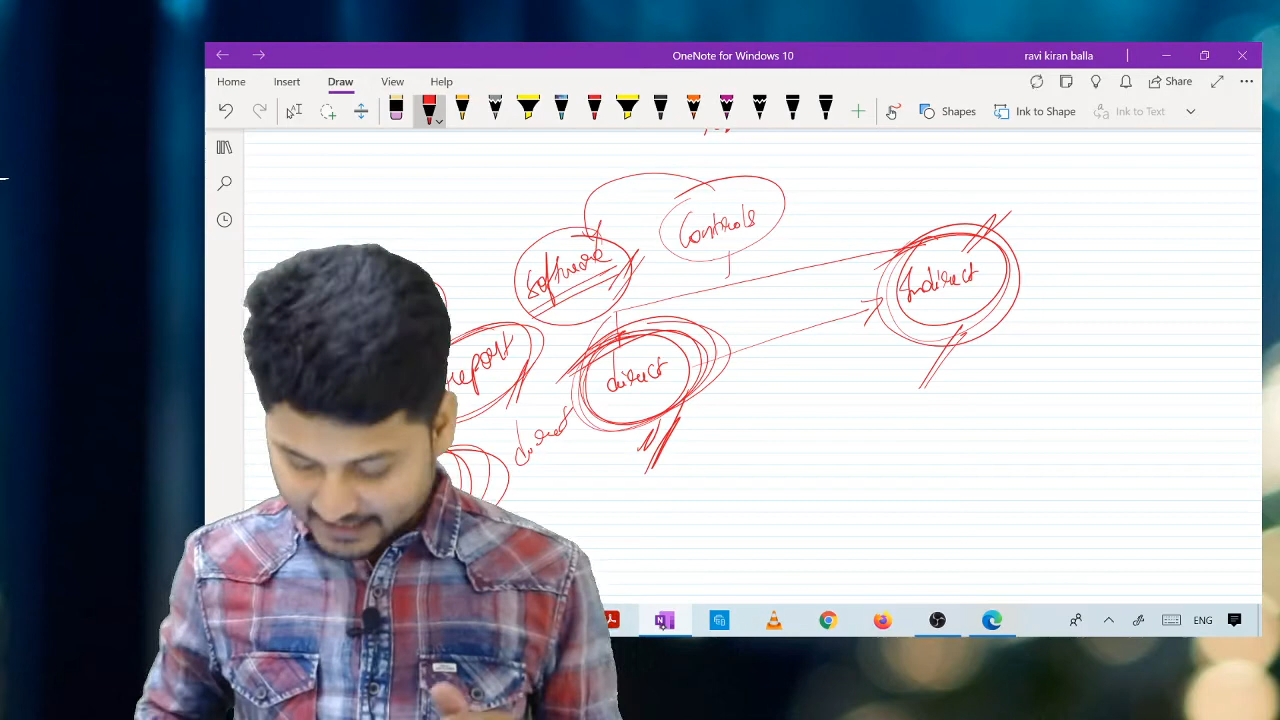 OneNote for Windows 10
ravi kiran balla
Home Insert Draw View Help
Share
Shapes
Ink to Shape
Ink to Text
Controls
Software
Indirect
report
direct
direct
ENG